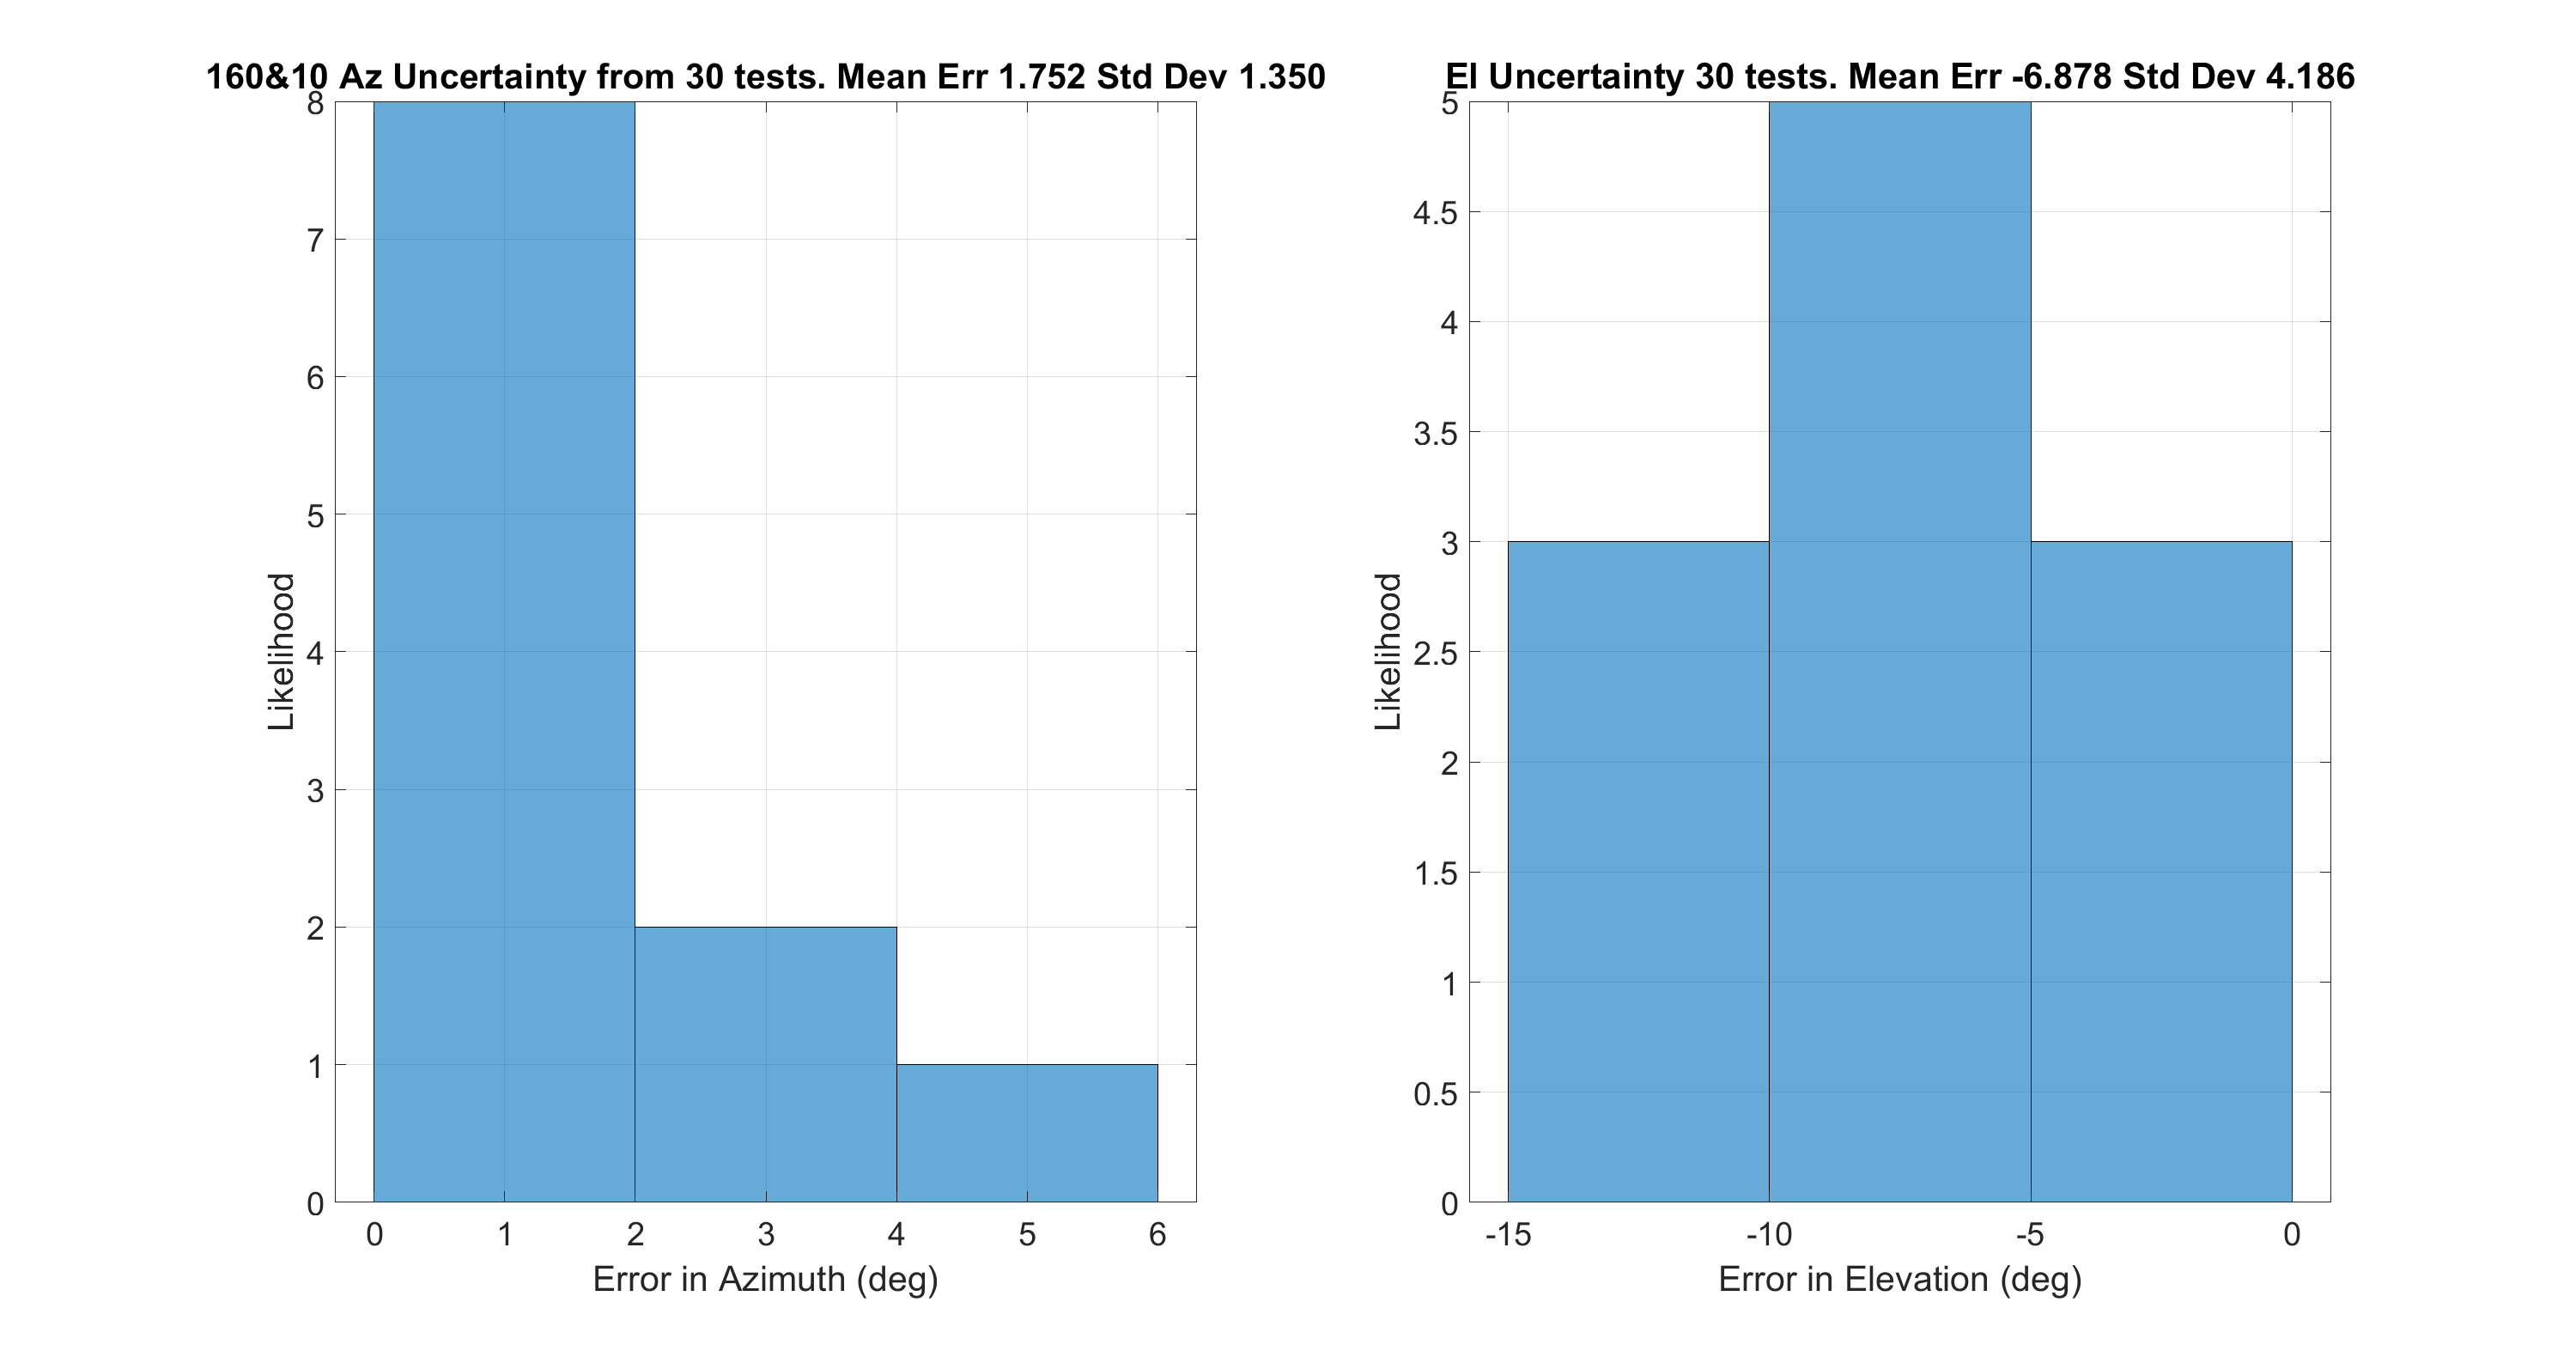 160&10 Az Uncertainty from 30 tests. Mean Err 1.752 Std Dev 1.350
8
7
6
5
4
3
2
1
0
Likelihood
0 1 2 3 4 5 6
Error in Azimuth (deg)
El Uncertainty 30 tests. Mean Err -6.878 Std Dev 4.186
5
4.5
4
3.5
3
2.5
2
1.5
1
0.5
0
Likelihood
-15 -10 -5 0
Error in Elevation (deg)